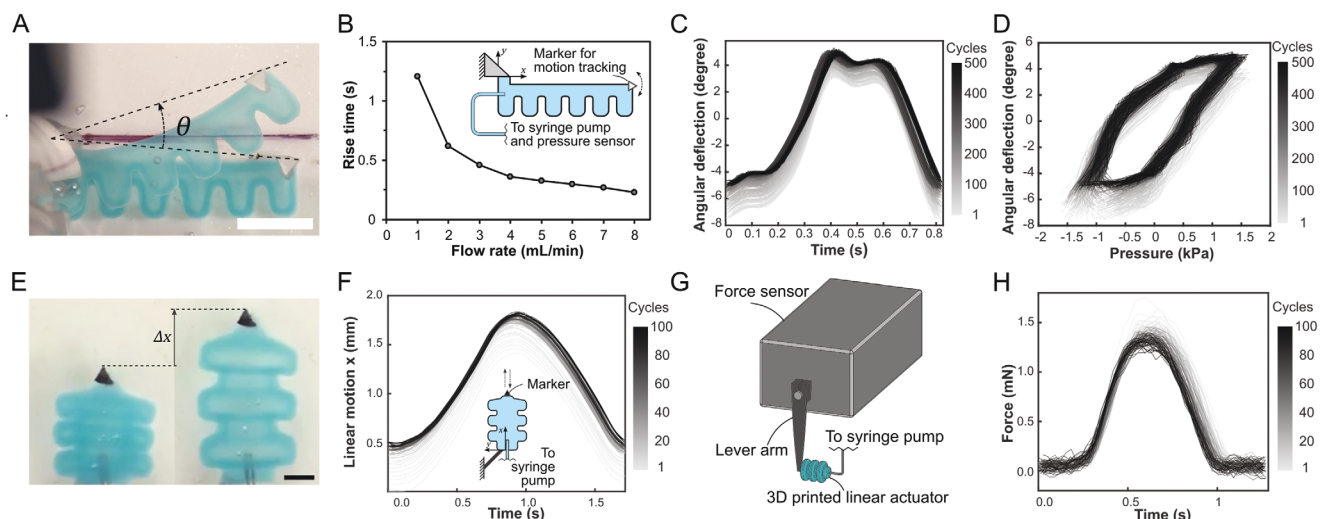 A
θ
B
Rise time (s)
1.5
1
0.5
0
y
x
Marker for
motion tracking
To syringe pump
and pressure sensor
1 2 3 4 5 6 7 8
Flow rate (mL/min)
C
Angular deflection (degree)
4
2
0
-2
-4
-6
-8
0 0.1 0.2 0.3 0.4 0.5 0.6 0.7 0.8
Time (s)
Cycles
500
400
300
200
100
1
D
Angular deflection (degree)
6
4
2
0
-2
-4
-6
-8
-2 -1.5 -1 -0.5 0 0.5 1 1.5 2
Pressure (kPa)
Cycles
500
400
300
200
100
1
E
Δx
F
Linear motion x (mm)
2.0
1.5
1.0
0.5
Marker
x
y
To
syringe
pump
0.0 0.5 1.0 1.5
Time (s)
Cycles
100
80
60
40
20
1
G
Force sensor
Lever arm
To syringe pump
3D printed linear actuator
H
Force (mN)
1.5
1.0
0.5
0.0
0.0 0.5 1 1.5
Time (s)
Cycles
100
80
60
40
20
1